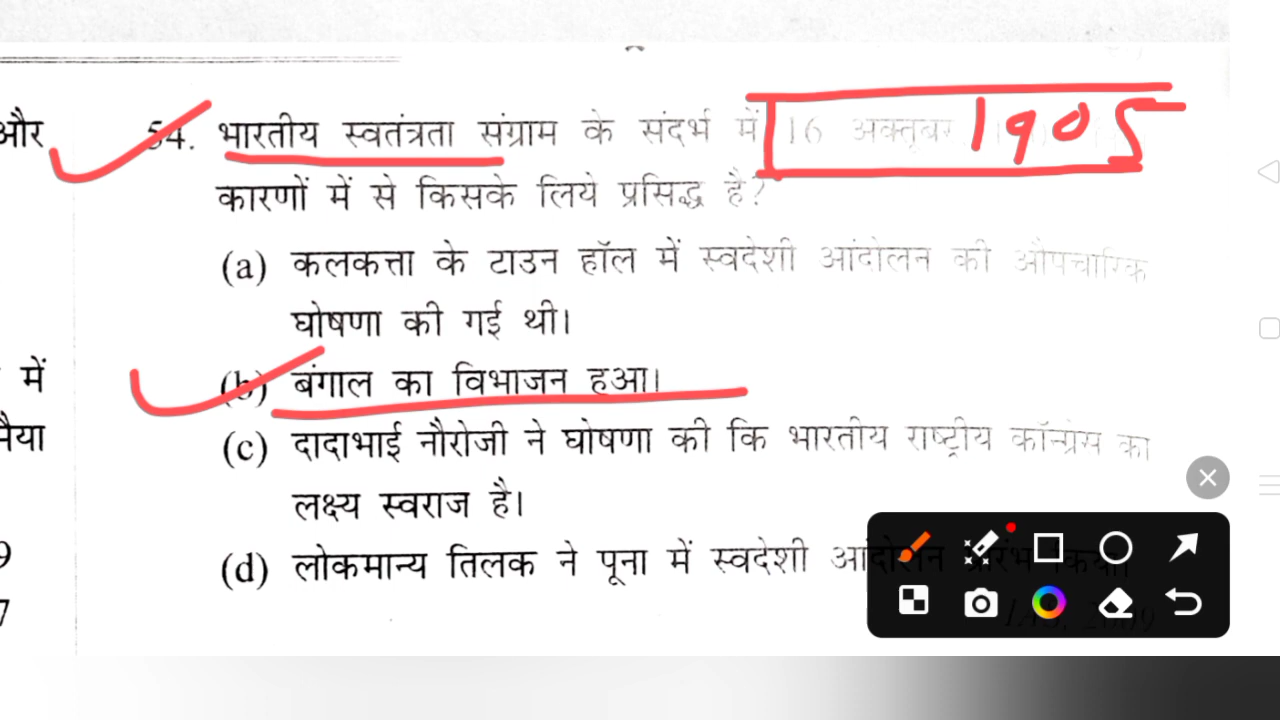 और
54. भारतीय स्वतंत्रता संग्राम के संदर्भ में 16 अक्तूबर 1905
कारणों में से किसके लिये प्रसिद्ध है?
(a) कलकत्ता के टाउन हॉल में स्वदेशी आंदोलन की औपचारिक
घोषणा की गई थी।
में
(b) बंगाल का विभाजन हुआ।
मैया
(c) दादाभाई नौरोजी ने घोषणा की कि भारतीय राष्ट्रीय कॉन्ग्रेस का
लक्ष्य स्वराज है।
9
(d) लोकमान्य तिलक ने पूना में स्वदेशी आंदोलन प्रारंभ किया।
7